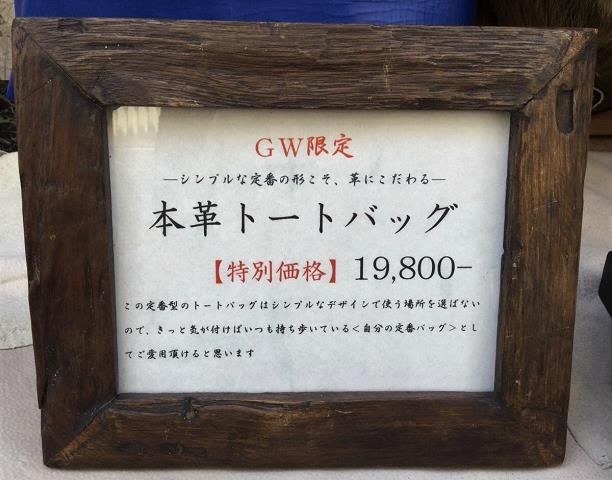 GW限定
―シンプルな定番の形こそ、革にこだわる―
本革トートバッグ
【特別価格】19,800-
この定番型のトートバッグはシンプルなデザインで使う場所を選ばない
ので、きっと気が付けばいつも持ち歩いている<自分の定番バッグ>とし
てご愛用頂けると思います